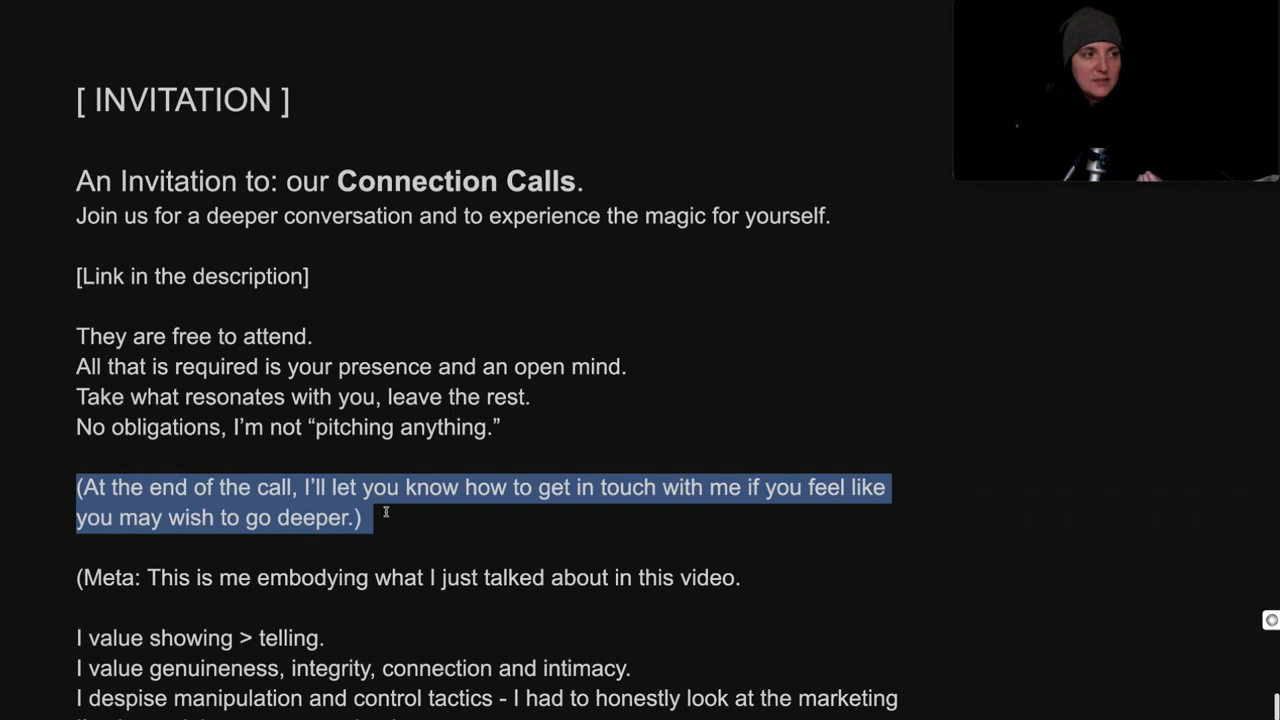 [ INVITATION ]
An Invitation to: our Connection Calls.
Join us for a deeper conversation and to experience the magic for yourself.
[Link in the description]
They are free to attend.
All that is required is your presence and an open mind.
Take what resonates with you, leave the rest.
No obligations, I’m not “pitching anything.”
(At the end of the call, I’ll let you know how to get in touch with me if you feel like
you may wish to go deeper.)
(Meta: This is me embodying what I just talked about in this video.
I value showing > telling.
I value genuineness, integrity, connection and intimacy.
I despise manipulation and control tactics - I had to honestly look at the marketing